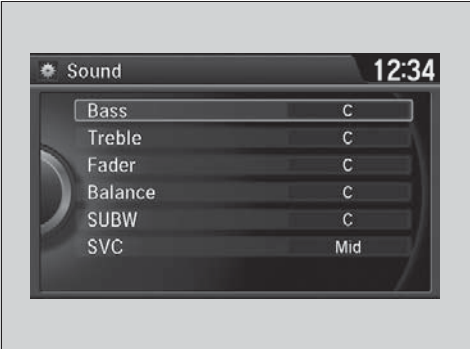 Sound 12:34
Bass C
Treble C
Fader C
Balance C
SUBW C
SVC Mid